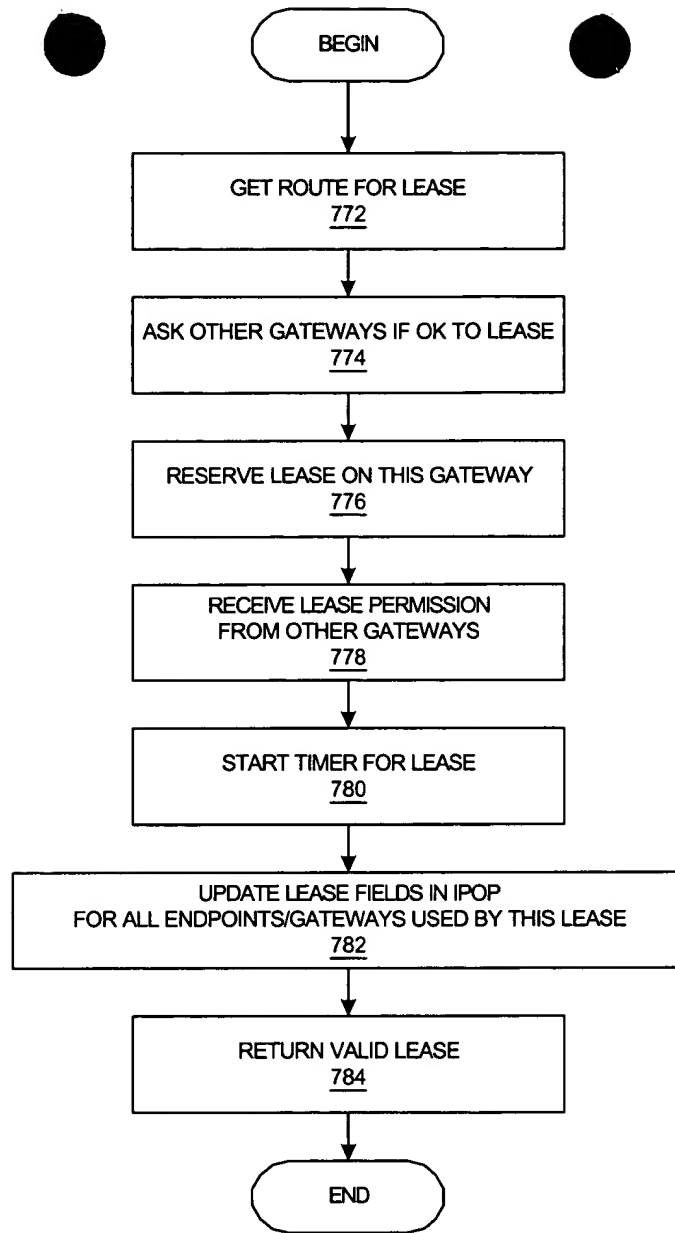 BEGIN
GET ROUTE FOR LEASE
772
ASK OTHER GATEWAYS IF OK TO LEASE
774
RESERVE LEASE ON THIS GATEWAY
776
RECEIVE LEASE PERMISSION
FROM OTHER GATEWAYS
778
START TIMER FOR LEASE
780
UPDATE LEASE FIELDS IN IPOP
FOR ALL ENDPOINTS/GATEWAYS USED BY THIS LEASE
782
RETURN VALID LEASE
784
END